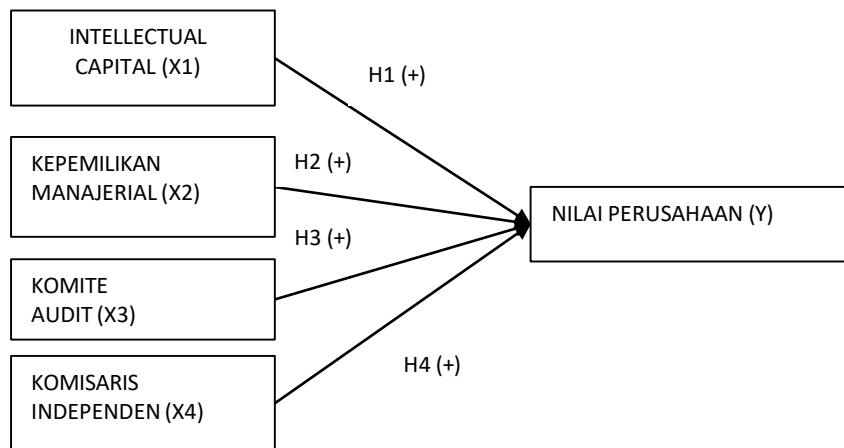 INTELLECTUAL
CAPITAL (X1)
H1 (+)
KEPEMILIKAN
MANAJERIAL (X2)
H2 (+)
NILAI PERUSAHAAN (Y)
H3 (+)
KOMITE
AUDIT (X3)
H4 (+)
KOMISARIS
INDEPENDEN (X4)